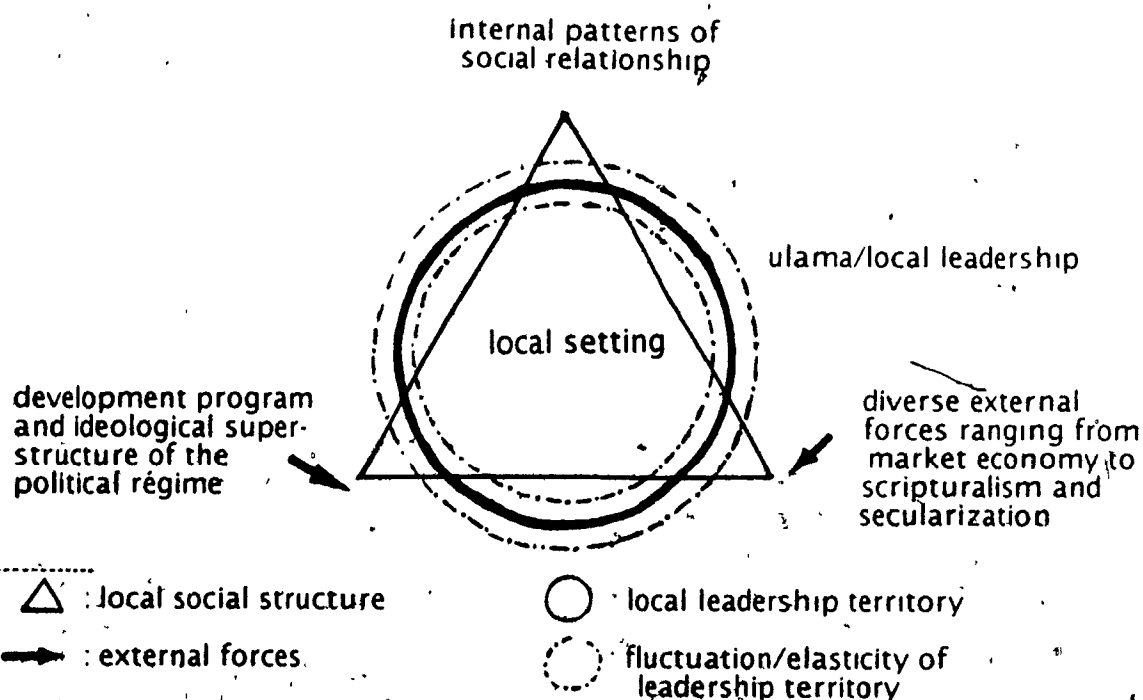 internal patterns of
social relationship
ulama/local leadership
local setting
development program
and ideological super-
structure of the
political régime
diverse external
forces ranging from
market economy to
scripturalism and
secularization
: local social structure
local leadership territory
: external forces
fluctuation/elasticity of
leadership territory